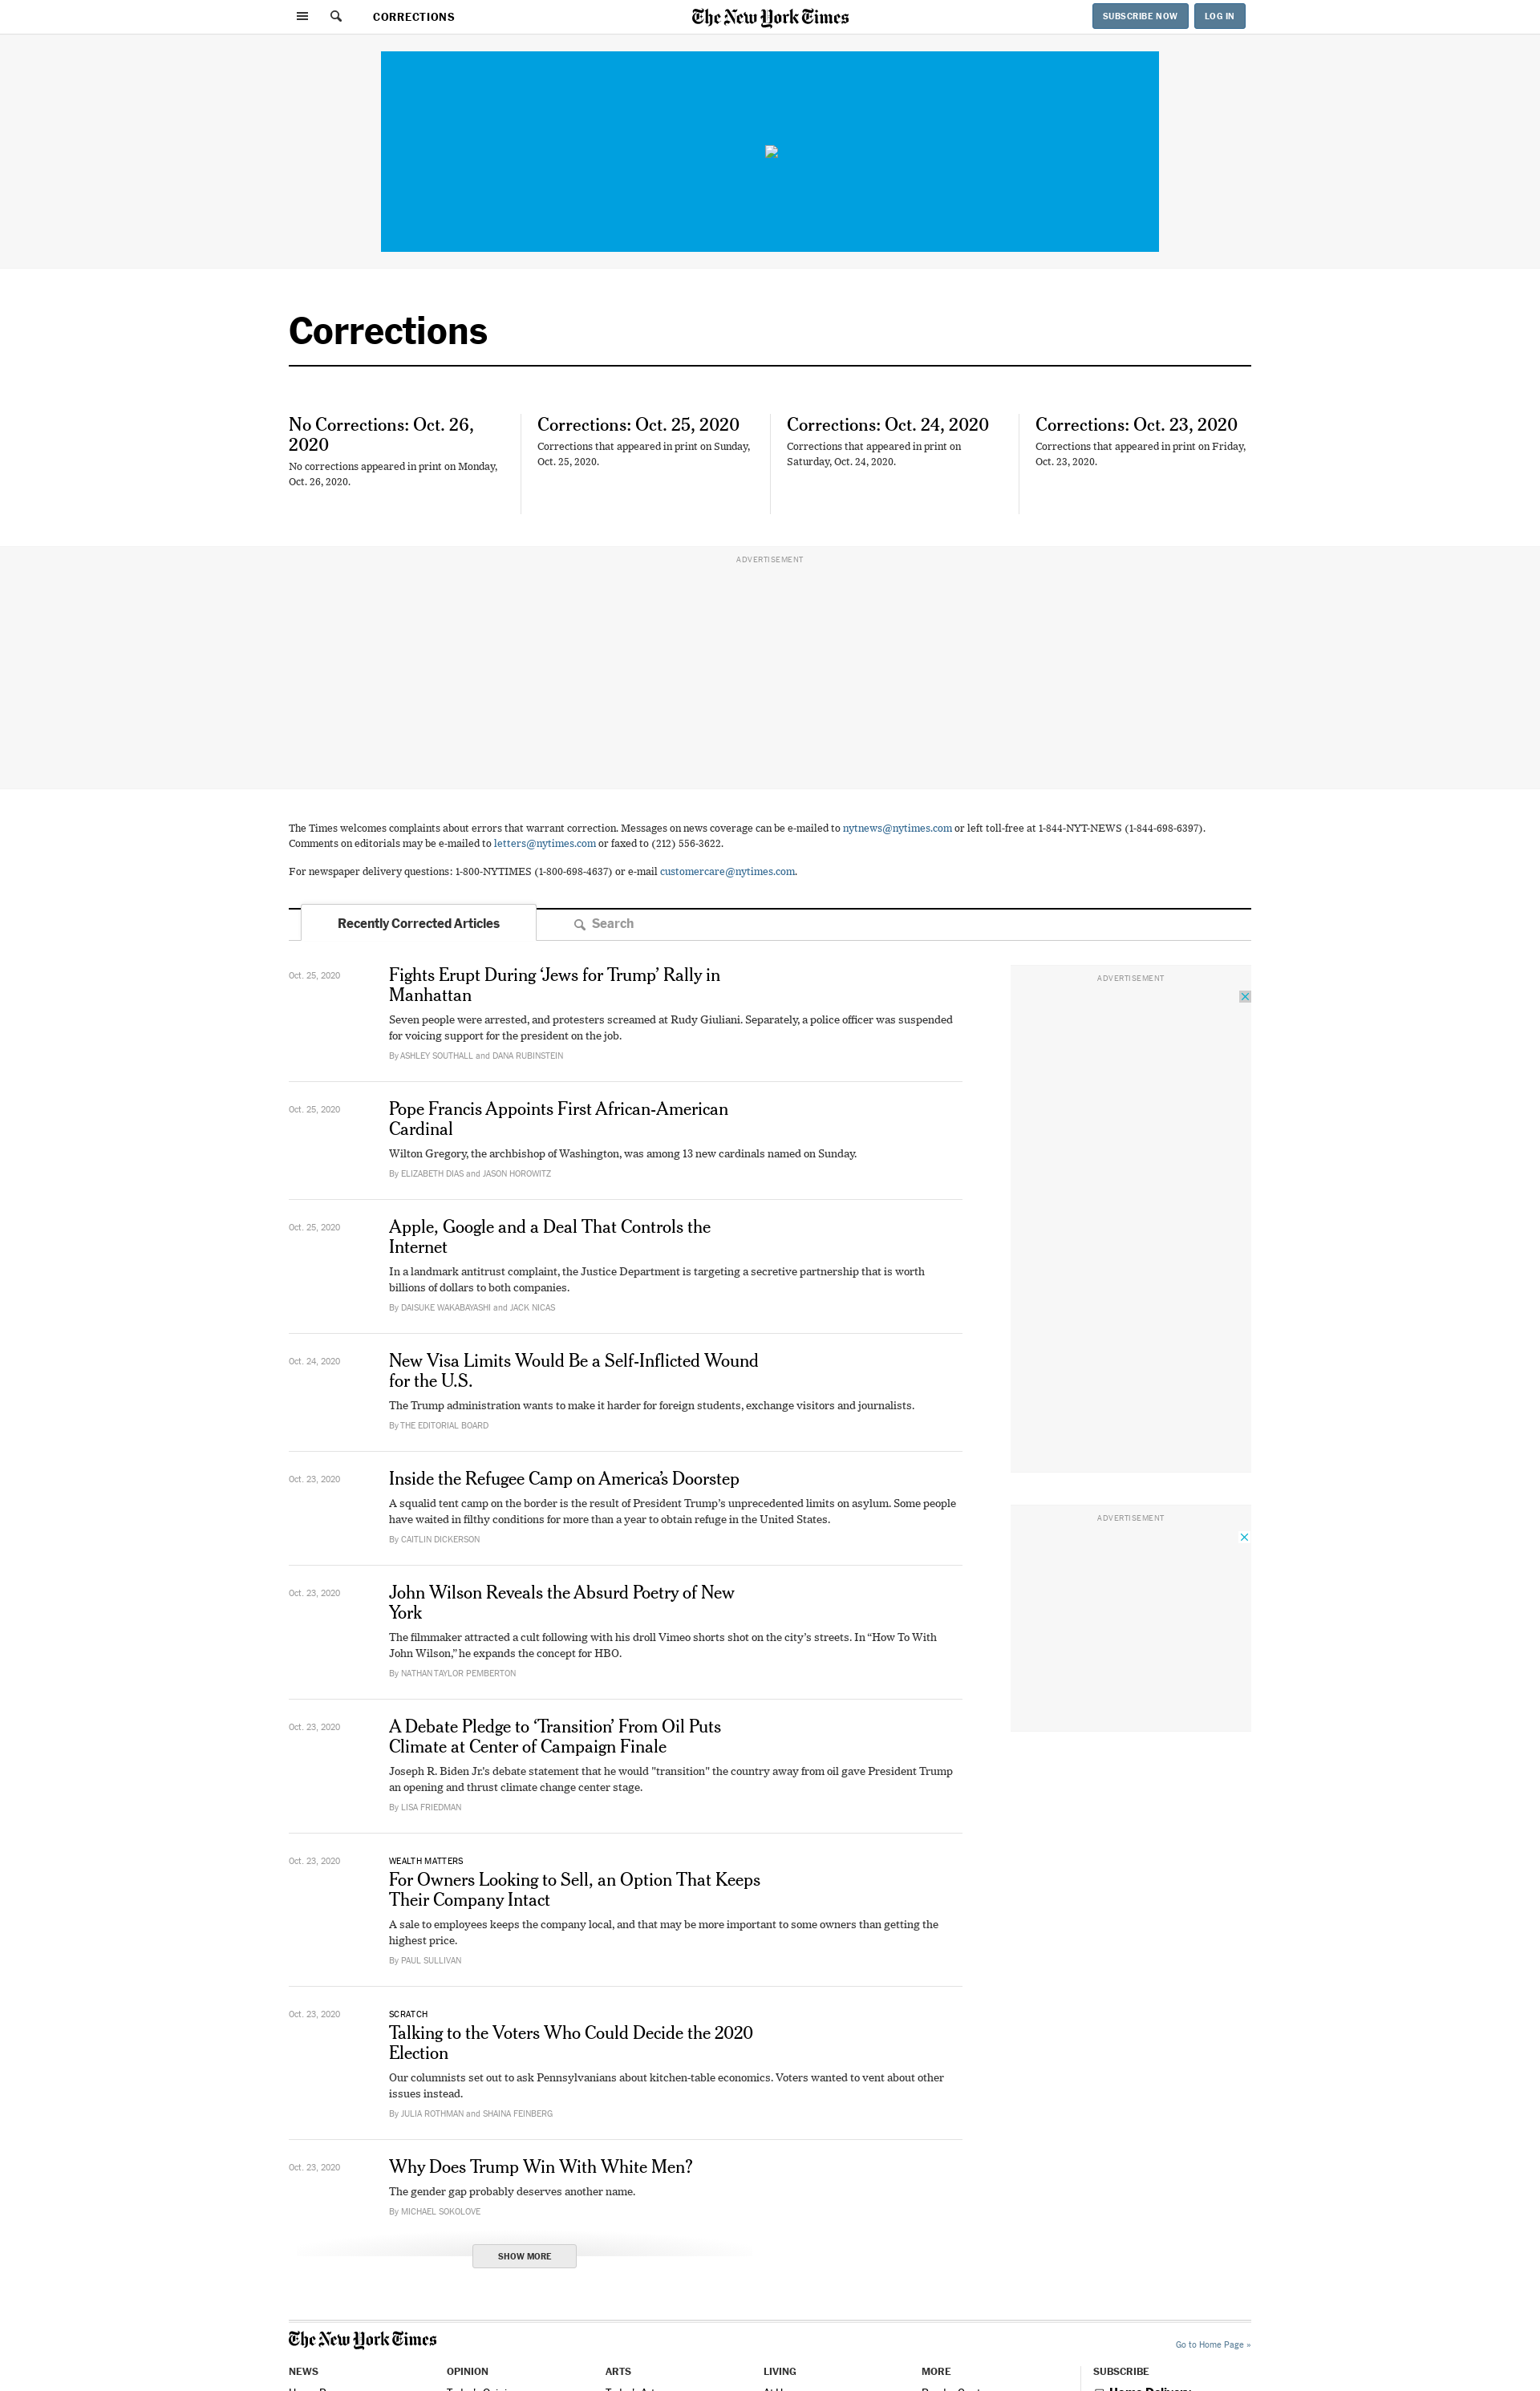 CORRECTIONS
The New York Times
SUBSCRIBE NOW
LOG IN
Corrections
No Corrections: Oct. 26,
2020
No corrections appeared in print on Monday,
Oct. 26, 2020.
Corrections: Oct. 25, 2020
Corrections that appeared in print on Sunday,
Oct. 25, 2020.
Corrections: Oct. 24, 2020
Corrections that appeared in print on
Saturday, Oct. 24, 2020.
Corrections: Oct. 23, 2020
Corrections that appeared in print on Friday,
Oct. 23, 2020.
ADVERTISEMENT
The Times welcomes complaints about errors that warrant correction. Messages on news coverage can be e-mailed to nytnews@nytimes.com or left toll-free at 1-844-NYT-NEWS (1-844-698-6397).
Comments on editorials may be e-mailed to letters@nytimes.com or faxed to (212) 556-3622.
For newspaper delivery questions: 1-800-NYTIMES (1-800-698-4637) or e-mail customercare@nytimes.com.
Recently Corrected Articles
Search
Oct. 25, 2020
Fights Erupt During ‘Jews for Trump’ Rally in
Manhattan
Seven people were arrested, and protesters screamed at Rudy Giuliani. Separately, a police officer was suspended
for voicing support for the president on the job.
By ASHLEY SOUTHALL and DANA RUBINSTEIN
ADVERTISEMENT
Oct. 25, 2020
Pope Francis Appoints First African-American
Cardinal
Wilton Gregory, the archbishop of Washington, was among 13 new cardinals named on Sunday.
By ELIZABETH DIAS and JASON HOROWITZ
Oct. 25, 2020
Apple, Google and a Deal That Controls the
Internet
In a landmark antitrust complaint, the Justice Department is targeting a secretive partnership that is worth
billions of dollars to both companies.
By DAISUKE WAKABAYASHI and JACK NICAS
Oct. 24, 2020
New Visa Limits Would Be a Self-Inflicted Wound
for the U.S.
The Trump administration wants to make it harder for foreign students, exchange visitors and journalists.
By THE EDITORIAL BOARD
Oct. 23, 2020
Inside the Refugee Camp on America’s Doorstep
A squalid tent camp on the border is the result of President Trump’s unprecedented limits on asylum. Some people
have waited in filthy conditions for more than a year to obtain refuge in the United States.
By CAITLIN DICKERSON
ADVERTISEMENT
Oct. 23, 2020
John Wilson Reveals the Absurd Poetry of New
York
The filmmaker attracted a cult following with his droll Vimeo shorts shot on the city’s streets. In “How To With
John Wilson,” he expands the concept for HBO.
By NATHAN TAYLOR PEMBERTON
Oct. 23, 2020
A Debate Pledge to ‘Transition’ From Oil Puts
Climate at Center of Campaign Finale
Joseph R. Biden Jr.'s debate statement that he would "transition" the country away from oil gave President Trump
an opening and thrust climate change center stage.
By LISA FRIEDMAN
Oct. 23, 2020
WEALTH MATTERS
For Owners Looking to Sell, an Option That Keeps
Their Company Intact
A sale to employees keeps the company local, and that may be more important to some owners than getting the
highest price.
By PAUL SULLIVAN
Oct. 23, 2020
SCRATCH
Talking to the Voters Who Could Decide the 2020
Election
Our columnists set out to ask Pennsylvanians about kitchen-table economics. Voters wanted to vent about other
issues instead.
By JULIA ROTHMAN and SHAINA FEINBERG
Oct. 23, 2020
Why Does Trump Win With White Men?
The gender gap probably deserves another name.
By MICHAEL SOKOLOVE
SHOW MORE
The New York Times
Go to Home Page »
NEWS
OPINION
ARTS
LIVING
MORE
SUBSCRIBE
Home Delivery